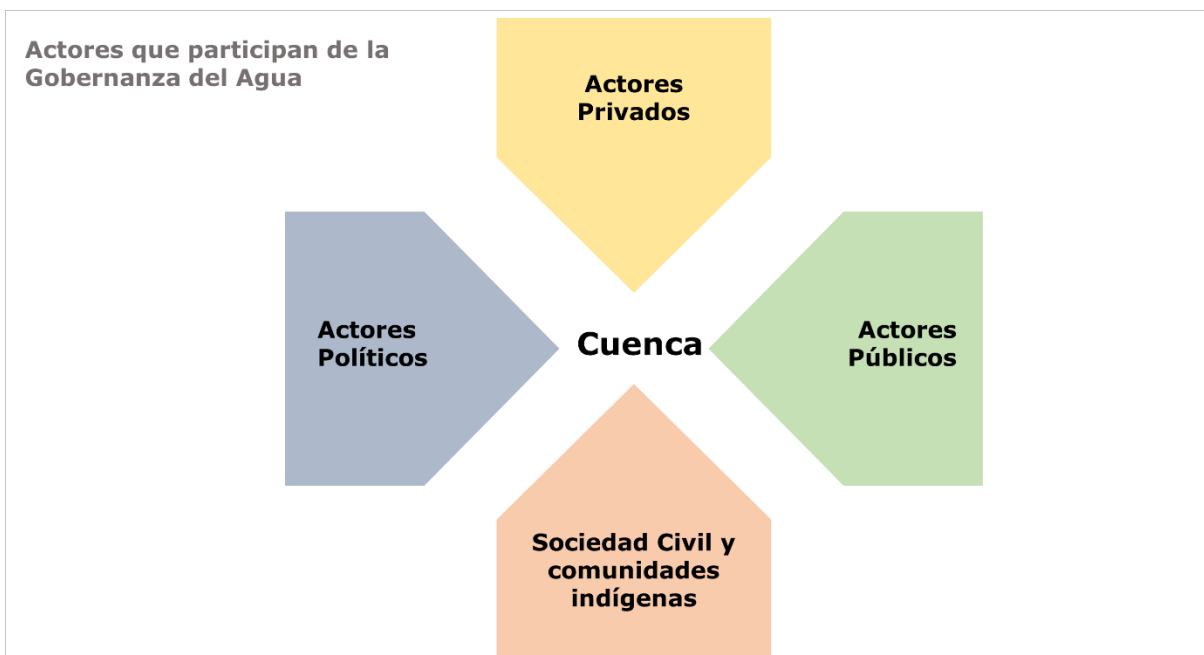 Actores que participan de la
Gobernanza del Agua
Actores
Privados
Actores
Políticos
Cuenca
Actores
Públicos
Sociedad Civil y
comunidades
indígenas